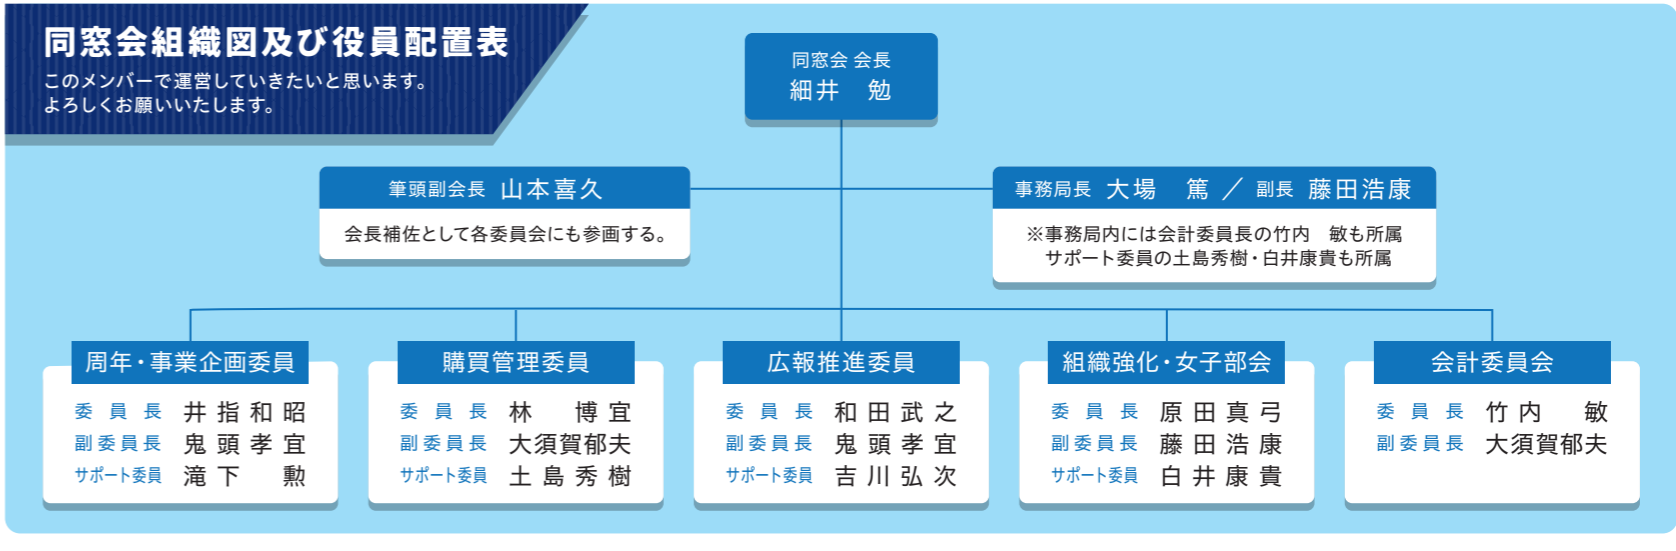 同窓会組織図及び役員配置表
このメンバーで運営していきたいと思います。
よろしくお願いいたします。
同窓会 会長
細井　勉
筆頭副会長 山本喜久
会長補佐として各委員会にも参画する。
事務局長 大場　篤 ／ 副長 藤田浩康
※事務局内には会計委員長の竹内　敏も所属
サポート委員の土島秀樹・白井康貴も所属
周年・事業企画委員
委員長 井指和昭
副委員長 鬼頭孝宜
サポート委員 滝下　勲
購買管理委員
委員長 林　博宜
副委員長 大須賀郁夫
サポート委員 土島秀樹
広報推進委員
委員長 和田武之
副委員長 鬼頭孝宜
サポート委員 吉川弘次
組織強化・女子部会
委員長 原田真弓
副委員長 藤田浩康
サポート委員 白井康貴
会計委員会
委員長 竹内　敏
副委員長 大須賀郁夫